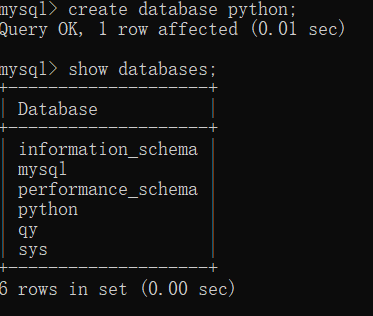 mysql> create database python;
Query OK, 1 row affected (0.01 sec)
mysql> show databases;
+--------------------+
| Database           |
+--------------------+
| information_schema |
| mysql              |
| performance_schema |
| python             |
| qy                 |
| sys                |
+--------------------+
6 rows in set (0.00 sec)